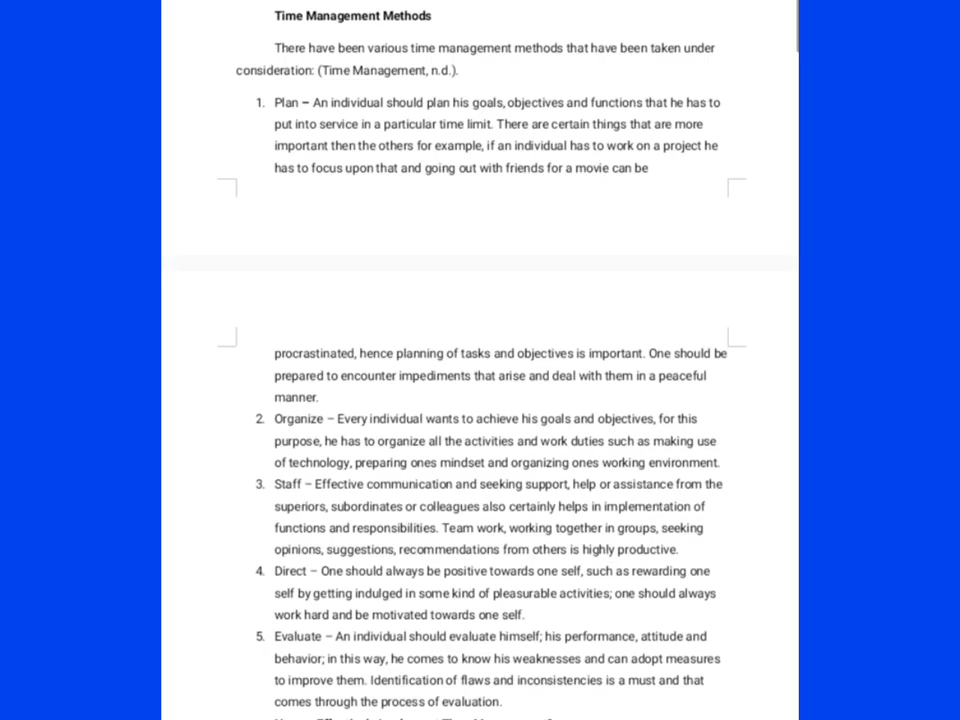 Time Management Methods
There have been various time management methods that have been taken under
consideration: (Time Management, n.d.).
1. Plan – An individual should plan his goals, objectives and functions that he has to
put into service in a particular time limit. There are certain things that are more
important then the others for example, if an individual has to work on a project he
has to focus upon that and going out with friends for a movie can be
procrastinated, hence planning of tasks and objectives is important. One should be
prepared to encounter impediments that arise and deal with them in a peaceful
manner.
2. Organize – Every individual wants to achieve his goals and objectives, for this
purpose, he has to organize all the activities and work duties such as making use
of technology, preparing ones mindset and organizing ones working environment.
3. Staff – Effective communication and seeking support, help or assistance from the
superiors, subordinates or colleagues also certainly helps in implementation of
functions and responsibilities. Team work, working together in groups, seeking
opinions, suggestions, recommendations from others is highly productive.
4. Direct – One should always be positive towards one self, such as rewarding one
self by getting indulged in some kind of pleasurable activities; one should always
work hard and be motivated towards one self.
5. Evaluate – An individual should evaluate himself; his performance, attitude and
behavior; in this way, he comes to know his weaknesses and can adopt measures
to improve them. Identification of flaws and inconsistencies is a must and that
comes through the process of evaluation.